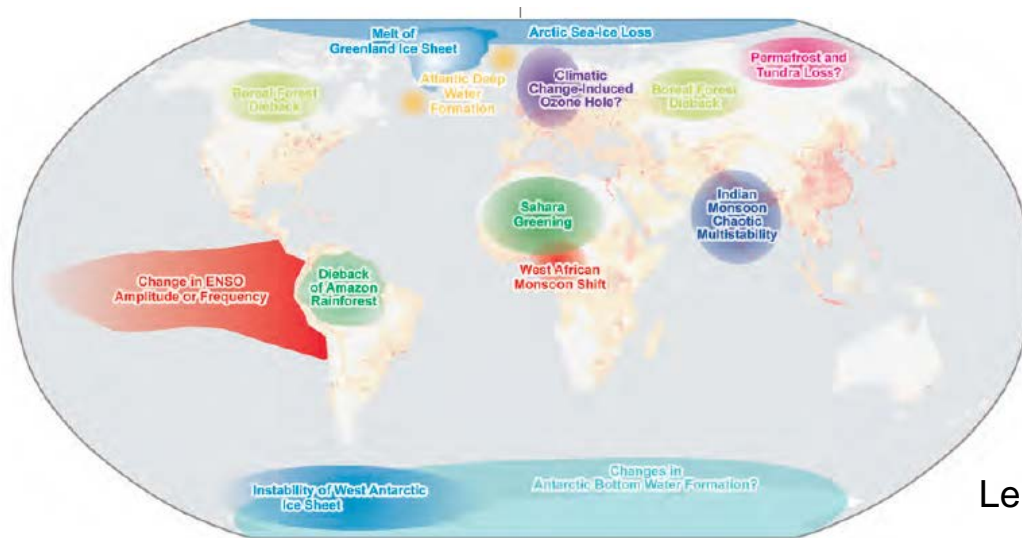 Melt of
Greenland Ice Sheet
Arctic Sea-Ice Loss
Permafrost and
Tundra Loss?
Atlantic Deep
Water
Formation
Climatic
Change-Induced
Ozone Hole?
Boreal Forest
Dieback
Boreal Forest
Dieback
Sahara
Greening
Indian
Monsoon
Chaotic
Multistability
West African
Monsoon Shift
Change in ENSO
Amplitude or Frequency
Dieback
of Amazon
Rainforest
Instability of West Antarctic
Ice Sheet
Changes in
Antarctic Bottom Water Formation?
Le